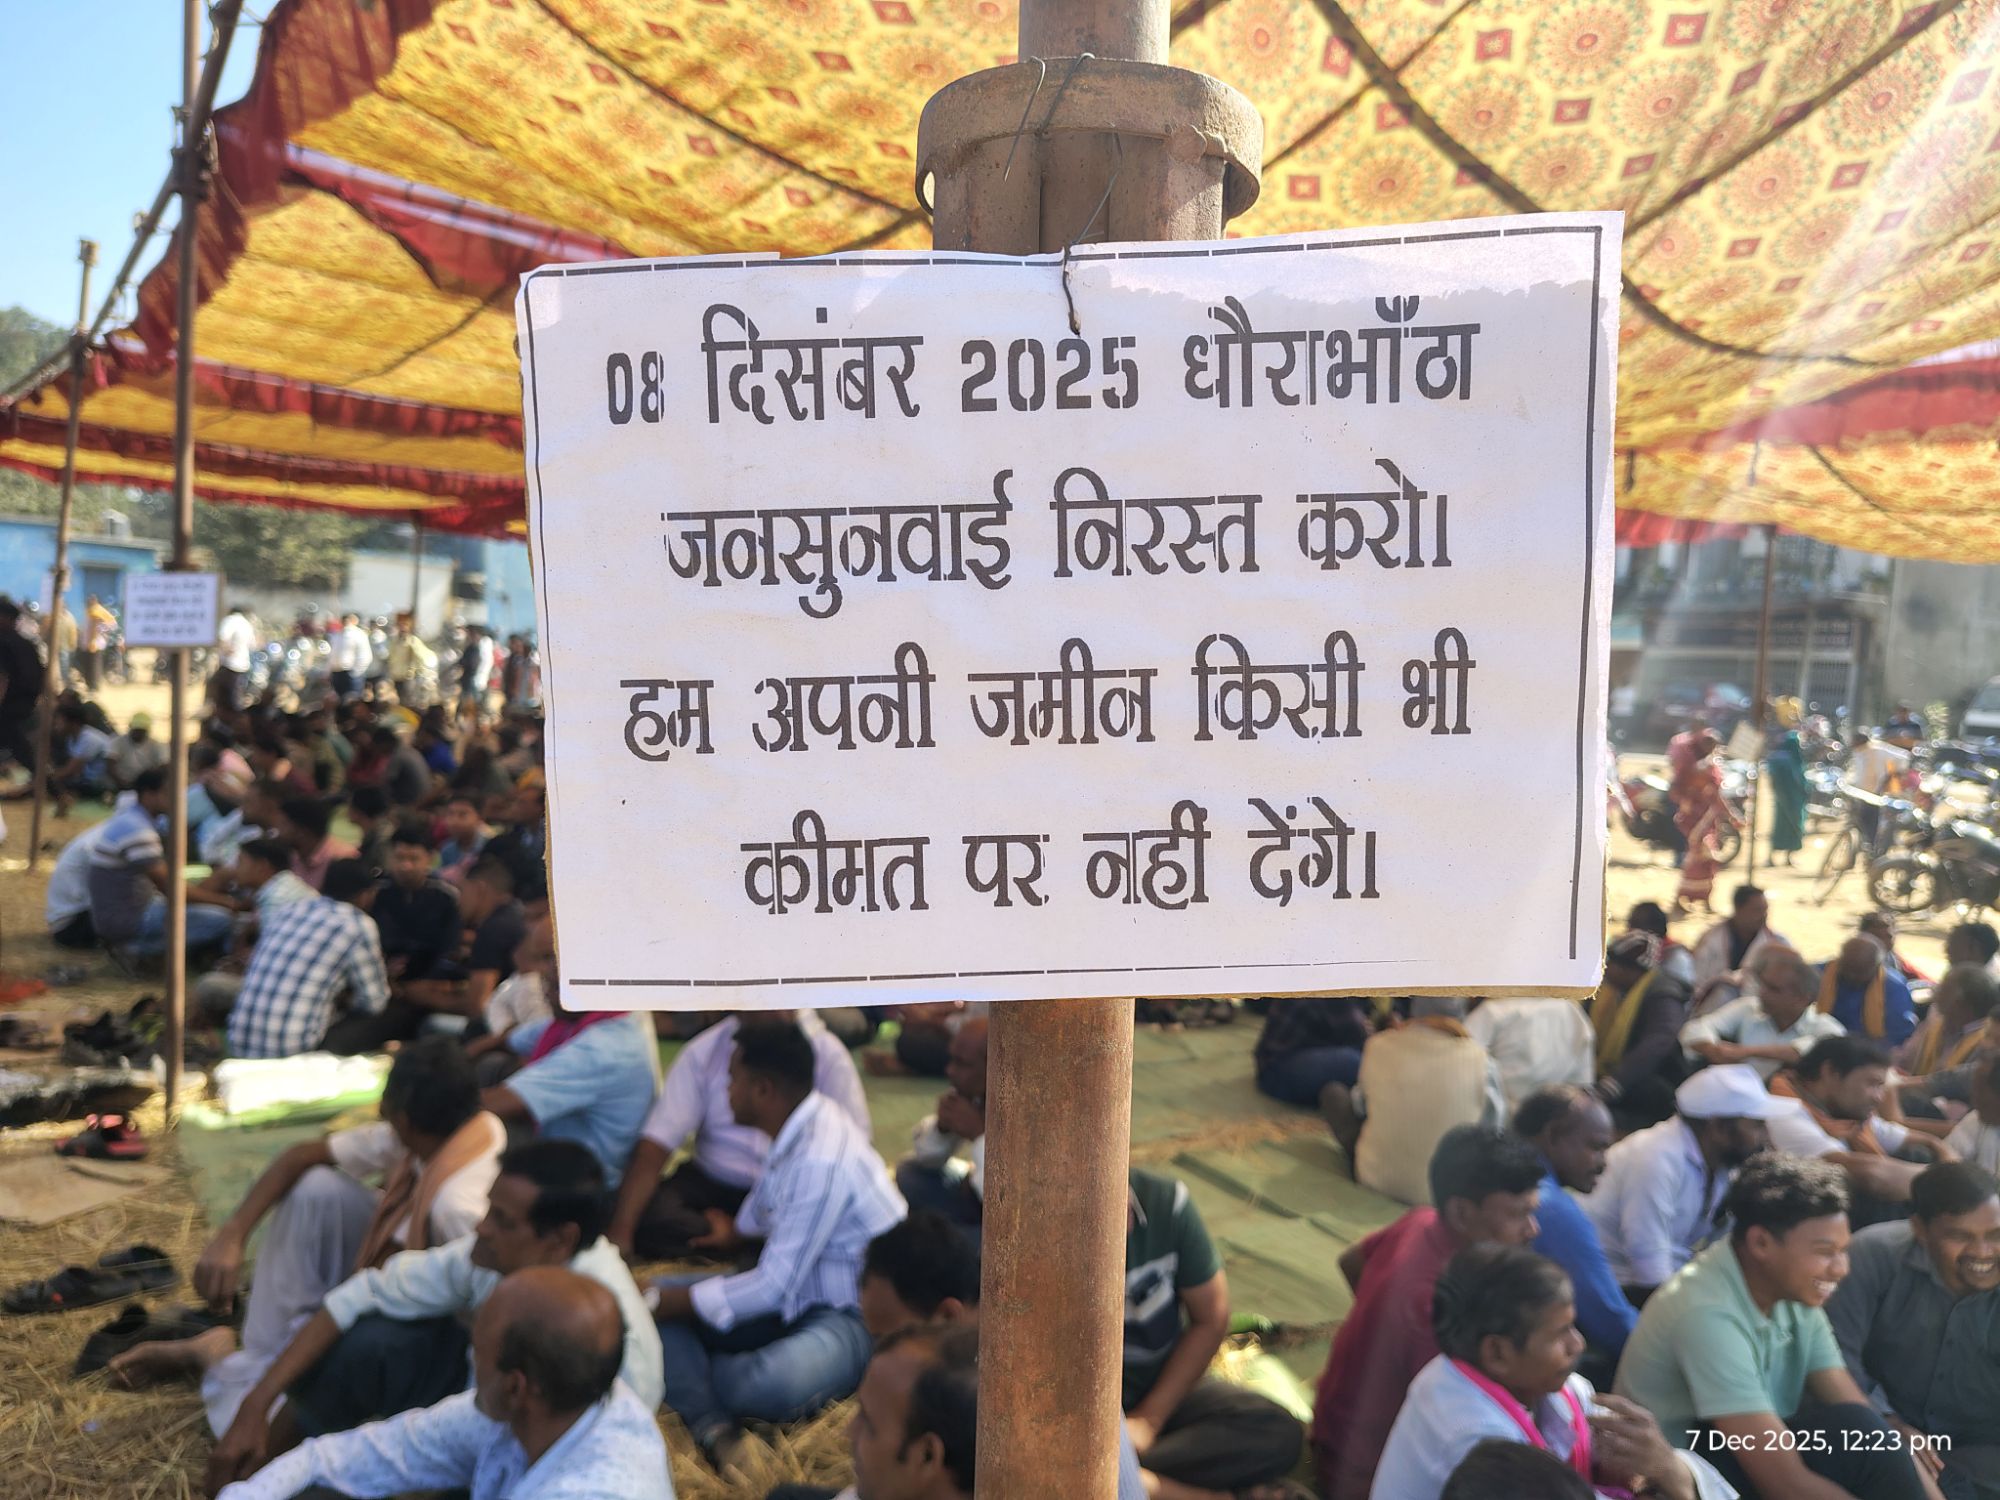 08 दिसंबर 2025 धौराभाँठा
जनसुनवाई निरस्त करो।
हम अपनी जमीन किसी भी
कीमत पर नहीं देंगे।
7 Dec 2025, 12:23 pm